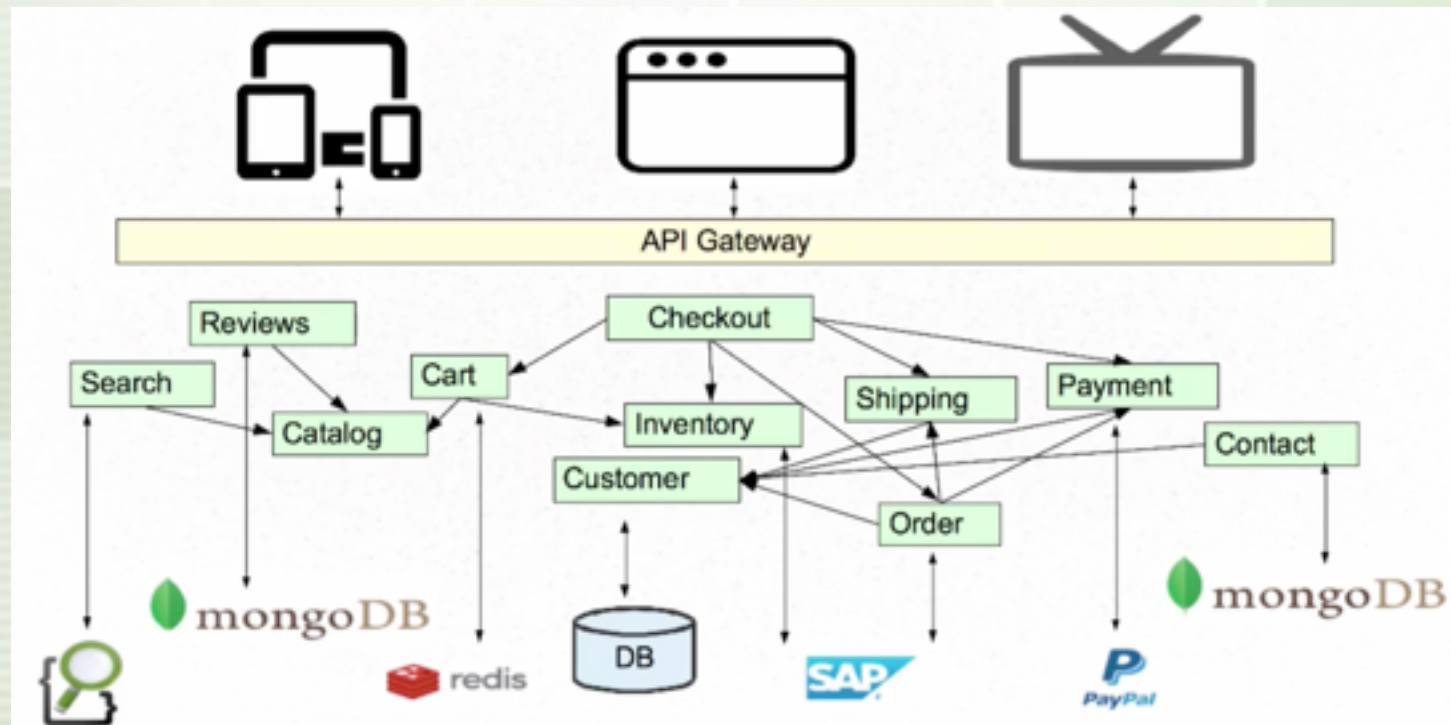 API Gateway
Reviews
Checkout
Search
Cart
Shipping
Payment
Catalog
Inventory
Contact
Customer
Order
mongoDB
mongoDB
redis
DB
SAP
PayPal